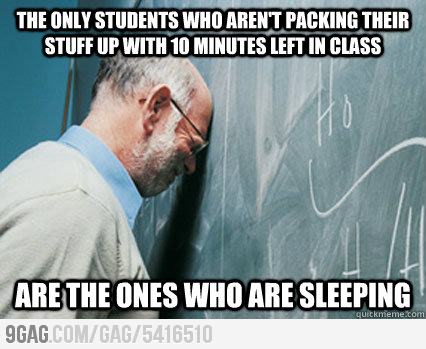 THE ONLY STUDENTS WHO AREN'T PACKING THEIR
STUFF UP WITH 10 MINUTES LEFT IN CLASS
Ho
H
ARE THE ONES WHO ARE SLEEPING
quickmeme.com
9GAG.COM/GAG/5416510